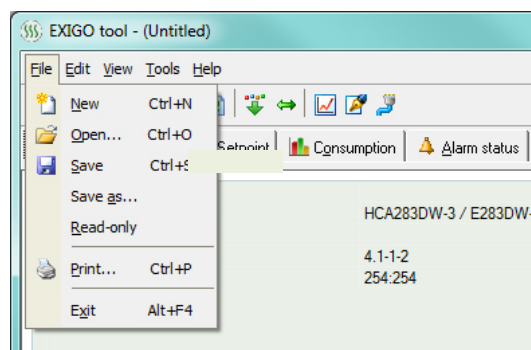 EXIGO tool - (Untitled)
File Edit View Tools Help
New Ctrl+N
Open... Ctrl+O
Setpoint Consumption Alarm status
Save
Save as...
HCA283DW-3 / E283DW-
Read-only
4.1-1-2
Print... Ctrl+P
254:254
Exit Alt+F4